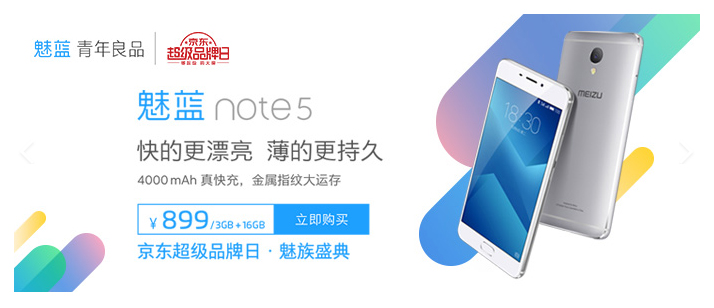 魅蓝 青年良品
京东
超级品牌日
魅蓝 note5
快的更漂亮 薄的更持久
4000mAh 真快充，金属指纹大运存
¥ 899/3GB+16GB 立即购买
京东超级品牌日·魅族盛典
18:30
MEIZU